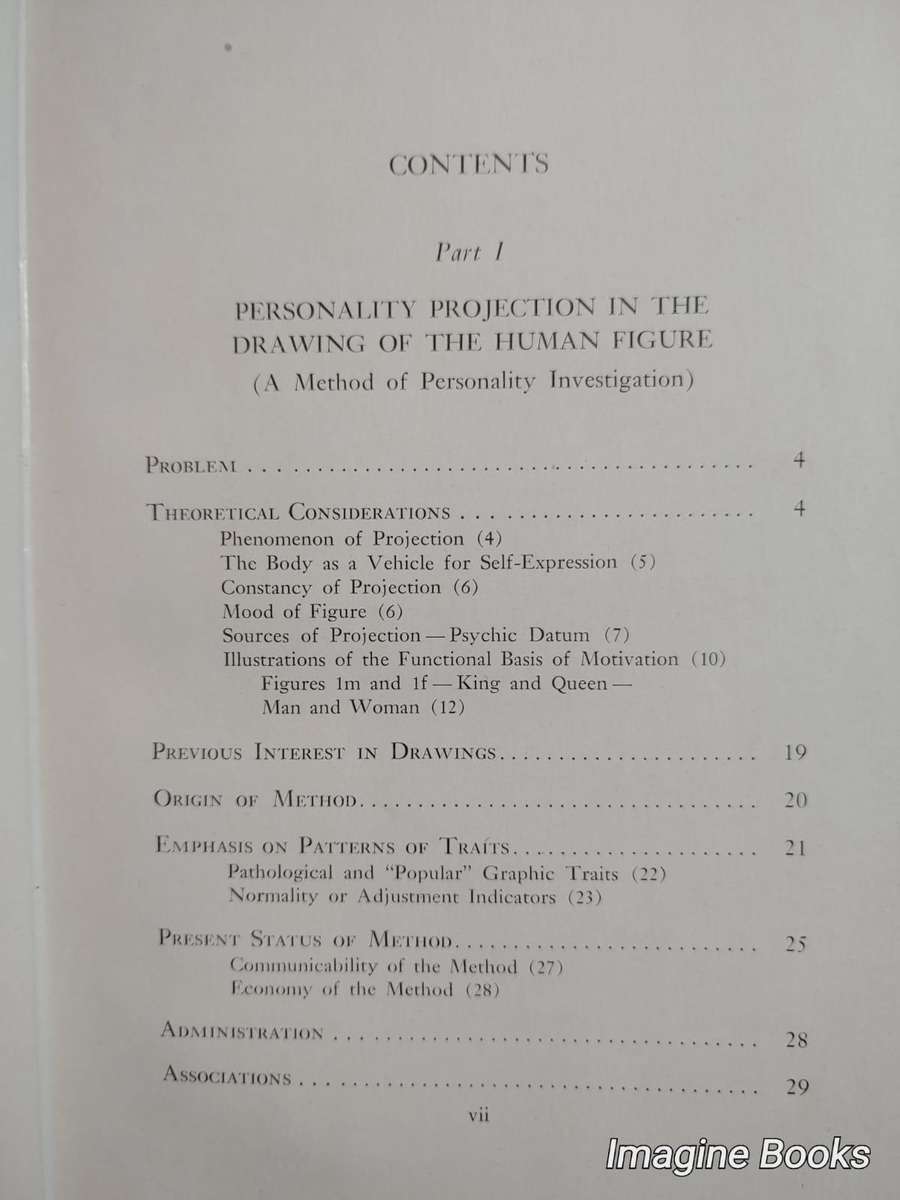 CONTENTS
Part I
PERSONALITY PROJECTION IN THE
DRAWING OF THE HUMAN FIGURE
(A Method of Personality Investigation)
PROBLEM . . . . . . . . . . . . . . . . . . . . . . . . . . . . . . . . . . . . . . . . . . 4
THEORETICAL CONSIDERATIONS . . . . . . . . . . . . . . . . . . . . . . . . . 4
Phenomenon of Projection (4)
The Body as a Vehicle for Self-Expression (5)
Constancy of Projection (6)
Mood of Figure (6)
Sources of Projection — Psychic Datum (7)
Illustrations of the Functional Basis of Motivation (10)
Figures 1m and 1f — King and Queen —
Man and Woman (12)
PREVIOUS INTEREST IN DRAWINGS . . . . . . . . . . . . . . . . . . . . . . 19
ORIGIN OF METHOD . . . . . . . . . . . . . . . . . . . . . . . . . . . . . . . . . . 20
EMPHASIS ON PATTERNS OF TRAITS . . . . . . . . . . . . . . . . . . . . . 21
Pathological and “Popular” Graphic Traits (22)
Normality or Adjustment Indicators (23)
PRESENT STATUS OF METHOD . . . . . . . . . . . . . . . . . . . . . . . . . . 25
Communicability of the Method (27)
Economy of the Method (28)
ADMINISTRATION . . . . . . . . . . . . . . . . . . . . . . . . . . . . . . . . . . . . 28
ASSOCIATIONS . . . . . . . . . . . . . . . . . . . . . . . . . . . . . . . . . . . . . . . 29
vii
Imagine Books